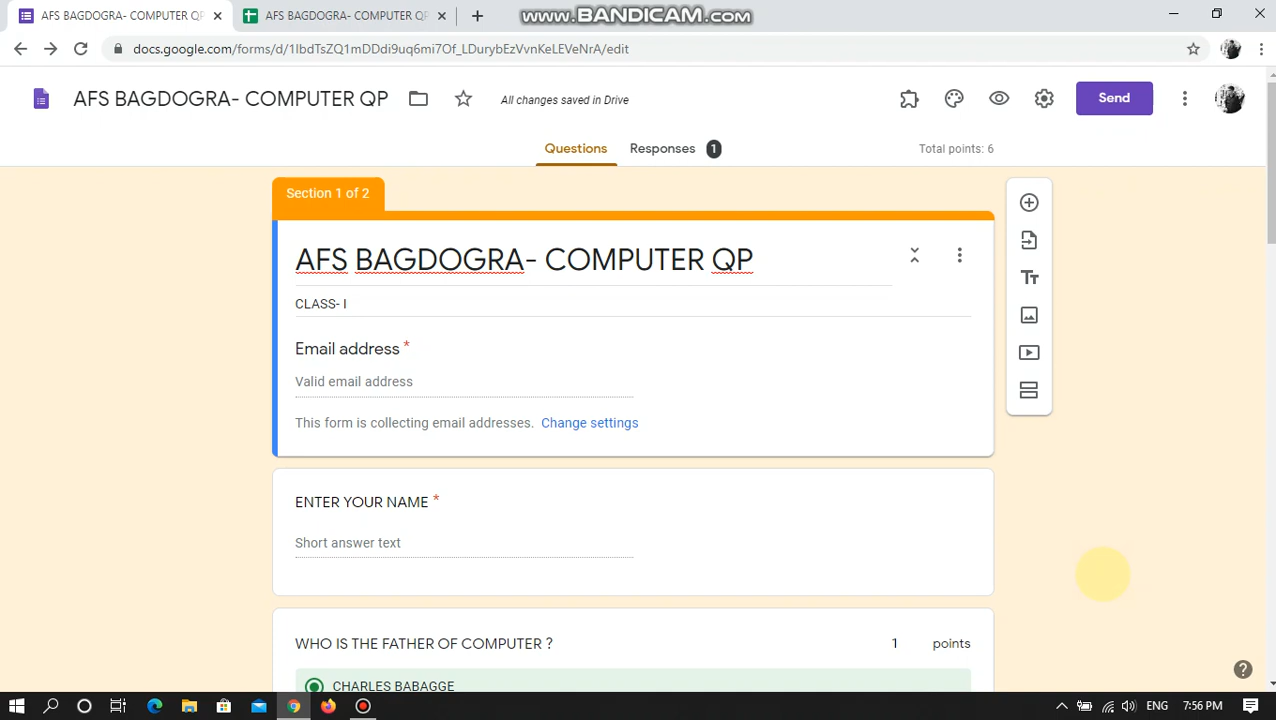 AFS BAGDOGRA- COMPUTER QP
AFS BAGDOGRA- COMPUTER QP
www.BANDICAM.com
docs.google.com/forms/d/1IbdTsZQ1mDDdi9uq6mi7Of_LDurybEzVvnKeLEVeNrA/edit
AFS BAGDOGRA- COMPUTER QP
All changes saved in Drive
Send
Questions
Responses 1
Total points: 6
Section 1 of 2
AFS BAGDOGRA- COMPUTER QP
CLASS- I
Email address *
Valid email address
This form is collecting email addresses. Change settings
ENTER YOUR NAME *
Short answer text
WHO IS THE FATHER OF COMPUTER ?
1 points
CHARLES BABAGGE
ENG
7:56 PM